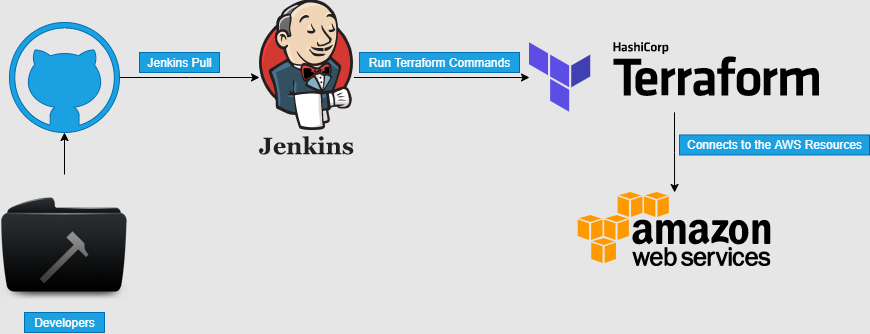 Jenkins Pull
Run Terraform Commands
HashiCorp
Terraform
Jenkins
Connects to the AWS Resources
amazon
web services
Developers